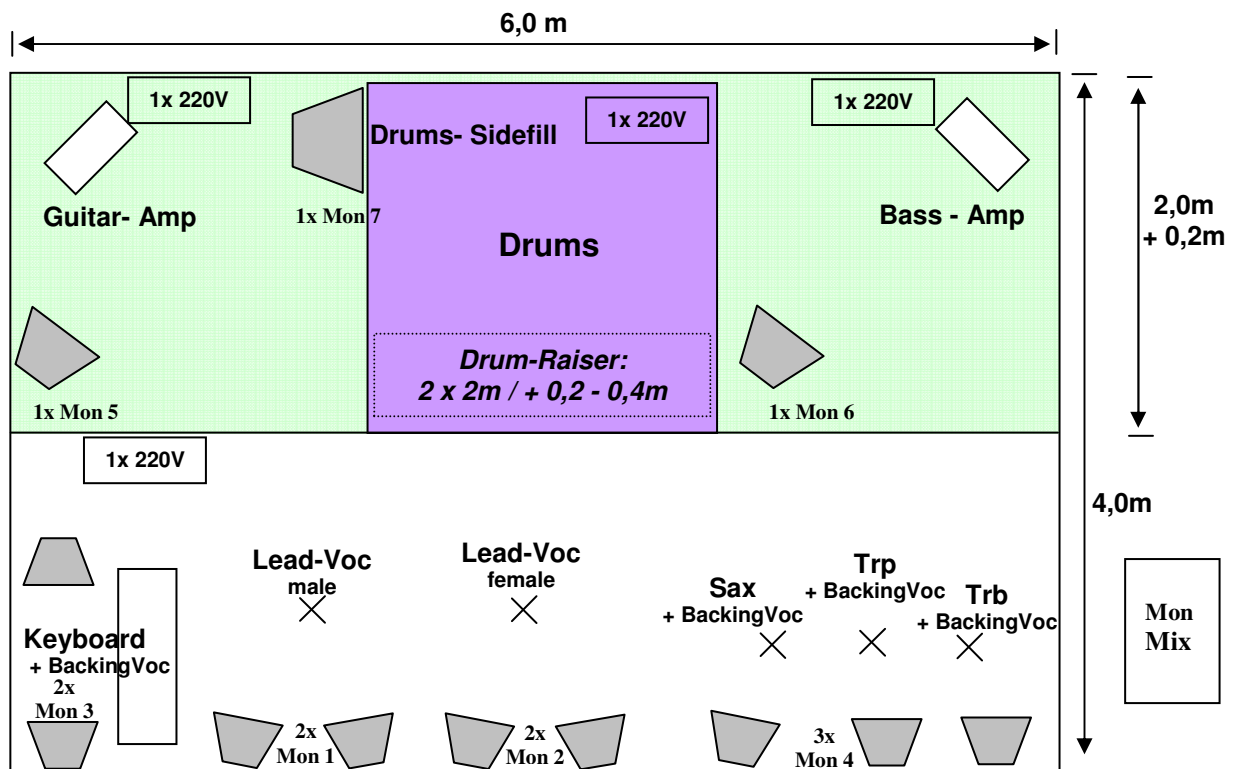 6,0 m
1x 220V
1x 220V
1x 220V
Drums- Sidefill
Guitar- Amp
1x Mon 7
Bass - Amp
2,0m
+ 0,2m
Drums
Drum-Raiser:
2 x 2m / + 0,2 - 0,4m
1x Mon 5
1x Mon 6
1x 220V
4,0m
Lead-Voc
male
Lead-Voc
female
Sax
+ BackingVoc
Trp
+ BackingVoc
Trb
+ BackingVoc
Keyboard
+ BackingVoc
2x
Mon 3
2x
Mon 1
2x
Mon 2
3x
Mon 4
Mon
Mix